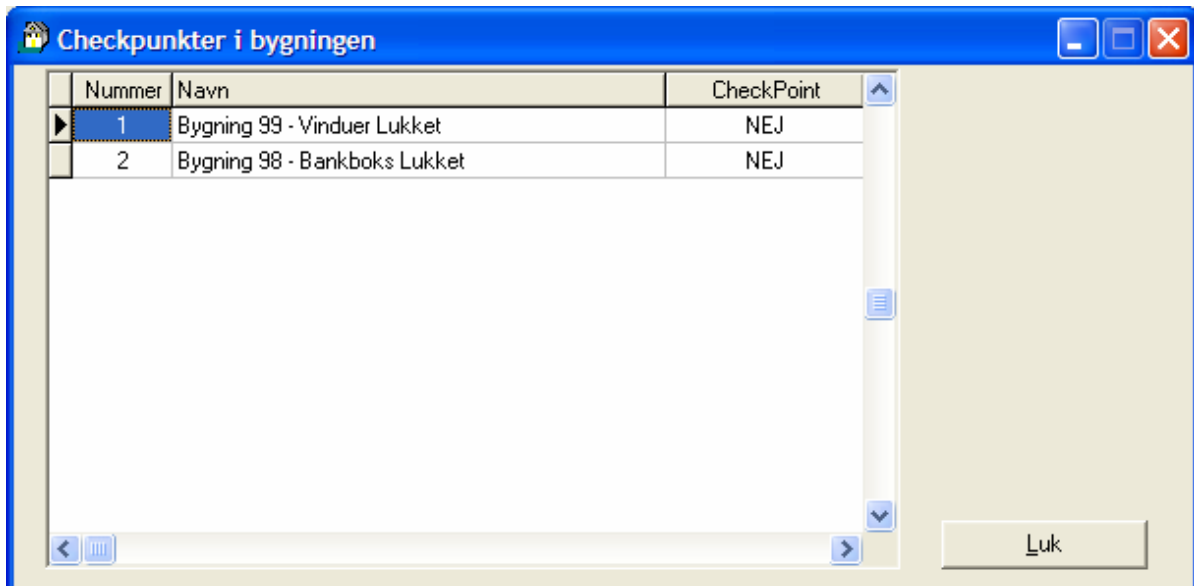 Checkpunkter i bygningen
Nummer Navn CheckPoint
1 Bygning 99 - Vinduer Lukket NEJ
2 Bygning 98 - Bankboks Lukket NEJ
Luk